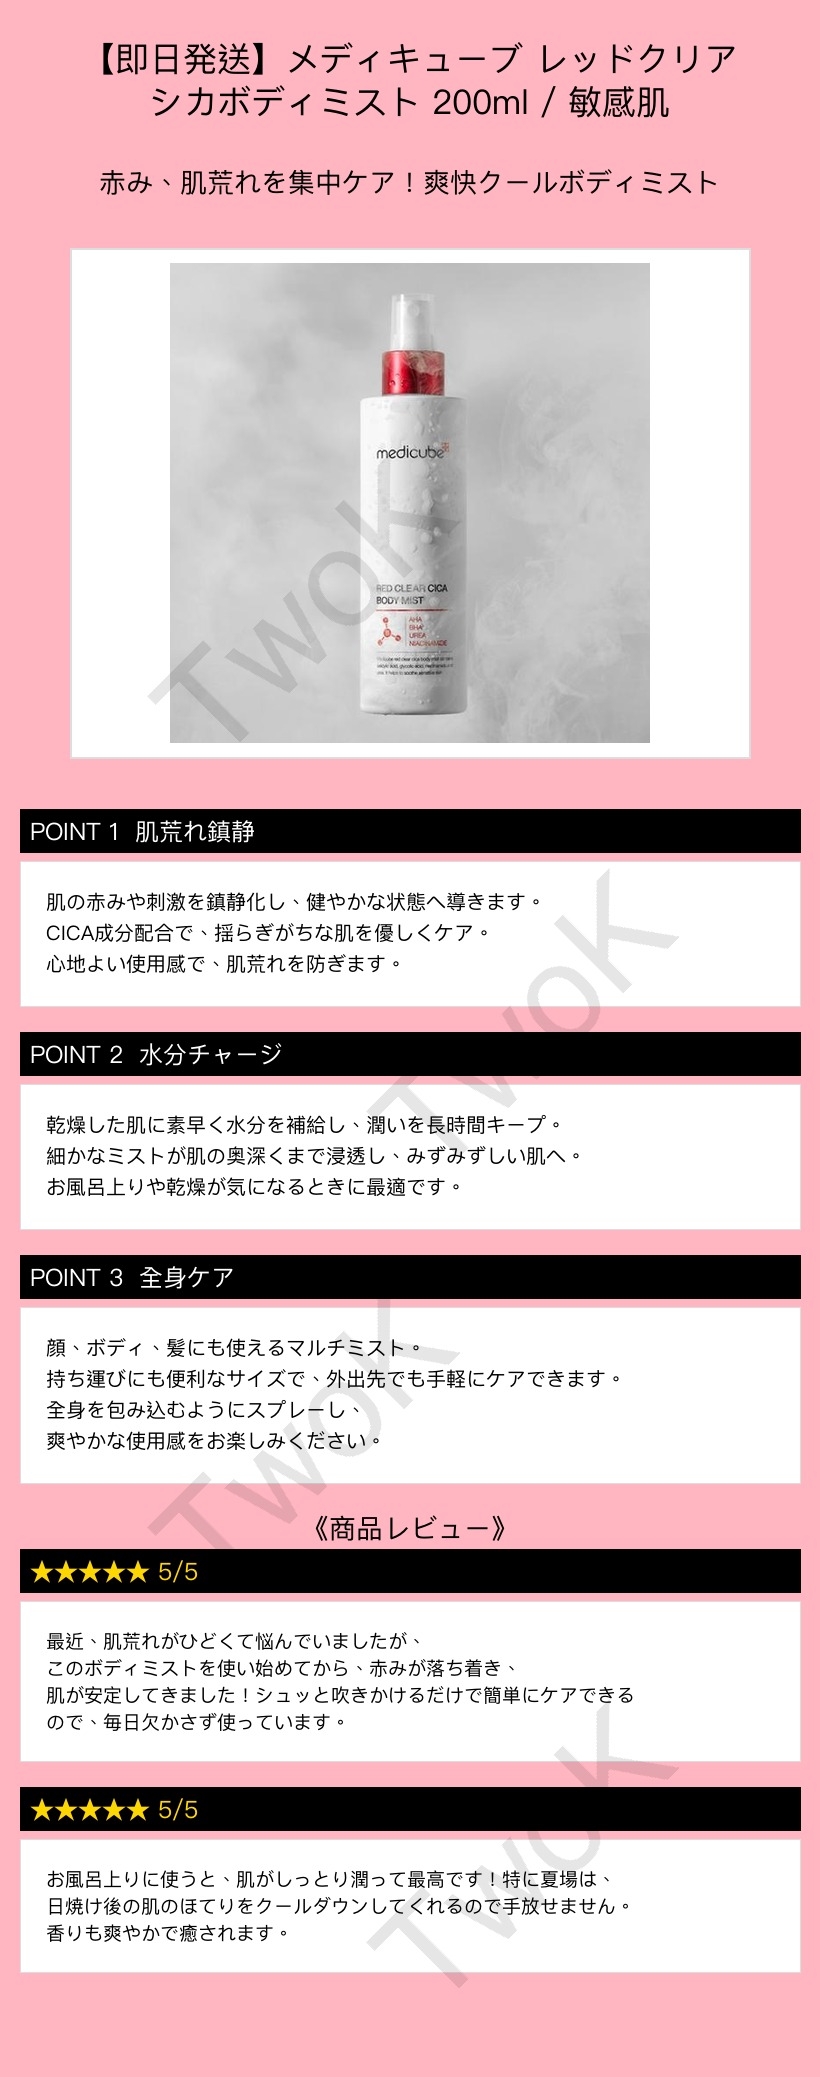 【即日発送】メディキューブ レッドクリア
シカボディミスト 200ml / 敏感肌
赤み、肌荒れを集中ケア！爽快クールボディミスト
medicube
RED CLEAR CICA
BODY MIST
AHA
BHA
UREA
NIACINAMIDE
TwoK
POINT 1 肌荒れ鎮静
肌の赤みや刺激を鎮静化し、健やかな状態へ導きます。
CICA成分配合で、揺らぎがちな肌を優しくケア。
心地よい使用感で、肌荒れを防ぎます。
TwoK
POINT 2 水分チャージ
乾燥した肌に素早く水分を補給し、潤いを長時間キープ。
細かなミストが肌の奥深くまで浸透し、みずみずしい肌へ。
お風呂上りや乾燥が気になるときに最適です。
POINT 3 全身ケア
顔、ボディ、髪にも使えるマルチミスト。
持ち運びにも便利なサイズで、外出先でも手軽にケアできます。
全身を包み込むようにスプレーし、
爽やかな使用感をお楽しみください。
TwoK
《商品レビュー》
★★★★★ 5/5
最近、肌荒れがひどくて悩んでいましたが、
このボディミストを使い始めてから、赤みが落ち着き、
肌が安定してきました！シュッと吹きかけるだけで簡単にケアできる
ので、毎日欠かさず使っています。
★★★★★ 5/5
TwoK
お風呂上りに使うと、肌がしっとり潤って最高です！特に夏場は、
日焼け後の肌のほてりをクールダウンしてくれるので手放せません。
香りも爽やかで癒されます。